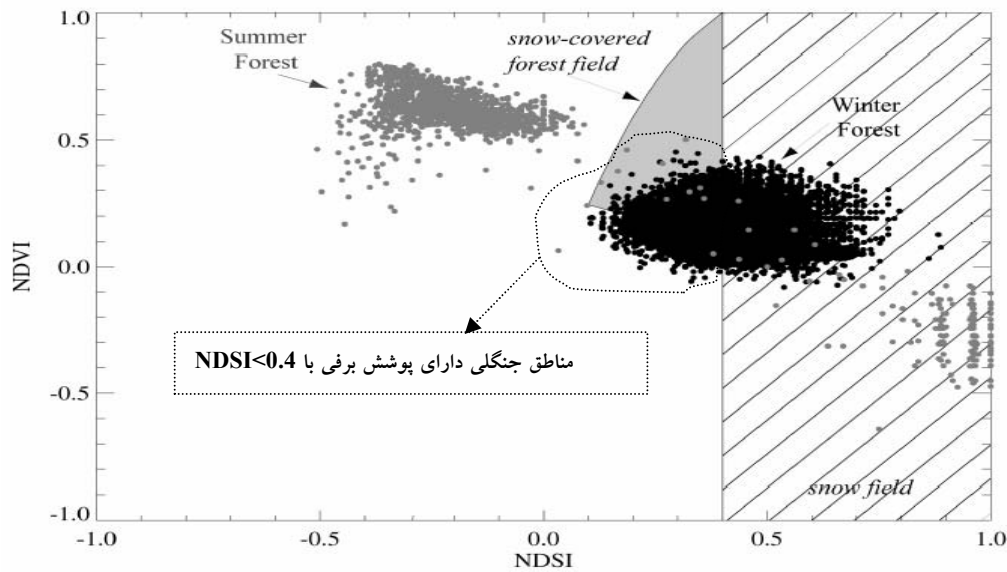 1.0
Summer
Forest
snow-covered
forest field
Winter
Forest
0.5
NDVI
0.0
مناطق جنگلی دارای پوشش برفی با NDSI<0.4
-0.5
snow field
-1.0
-1.0 -0.5 0.0 0.5 1.0
NDSI